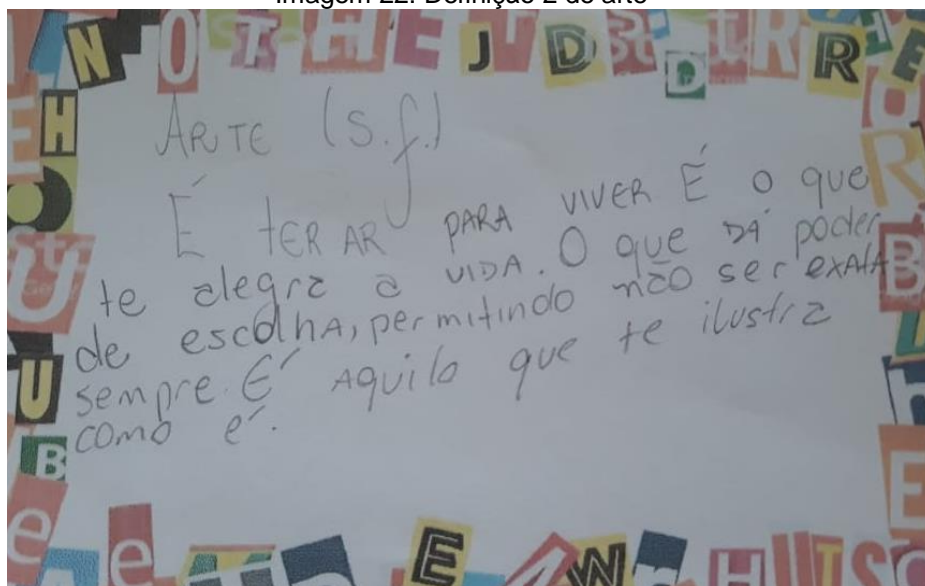 Imagem 22: Definição 2 de arte
N O T H E J D St t R R E
ARTE (s.f.)
É tER AR PARA VIVER É o que
te alegra a VIDA. O que DÁ poder
de escolhA, permitindo não ser exAtA
sempre. É Aquilo que te ilustra
como é.